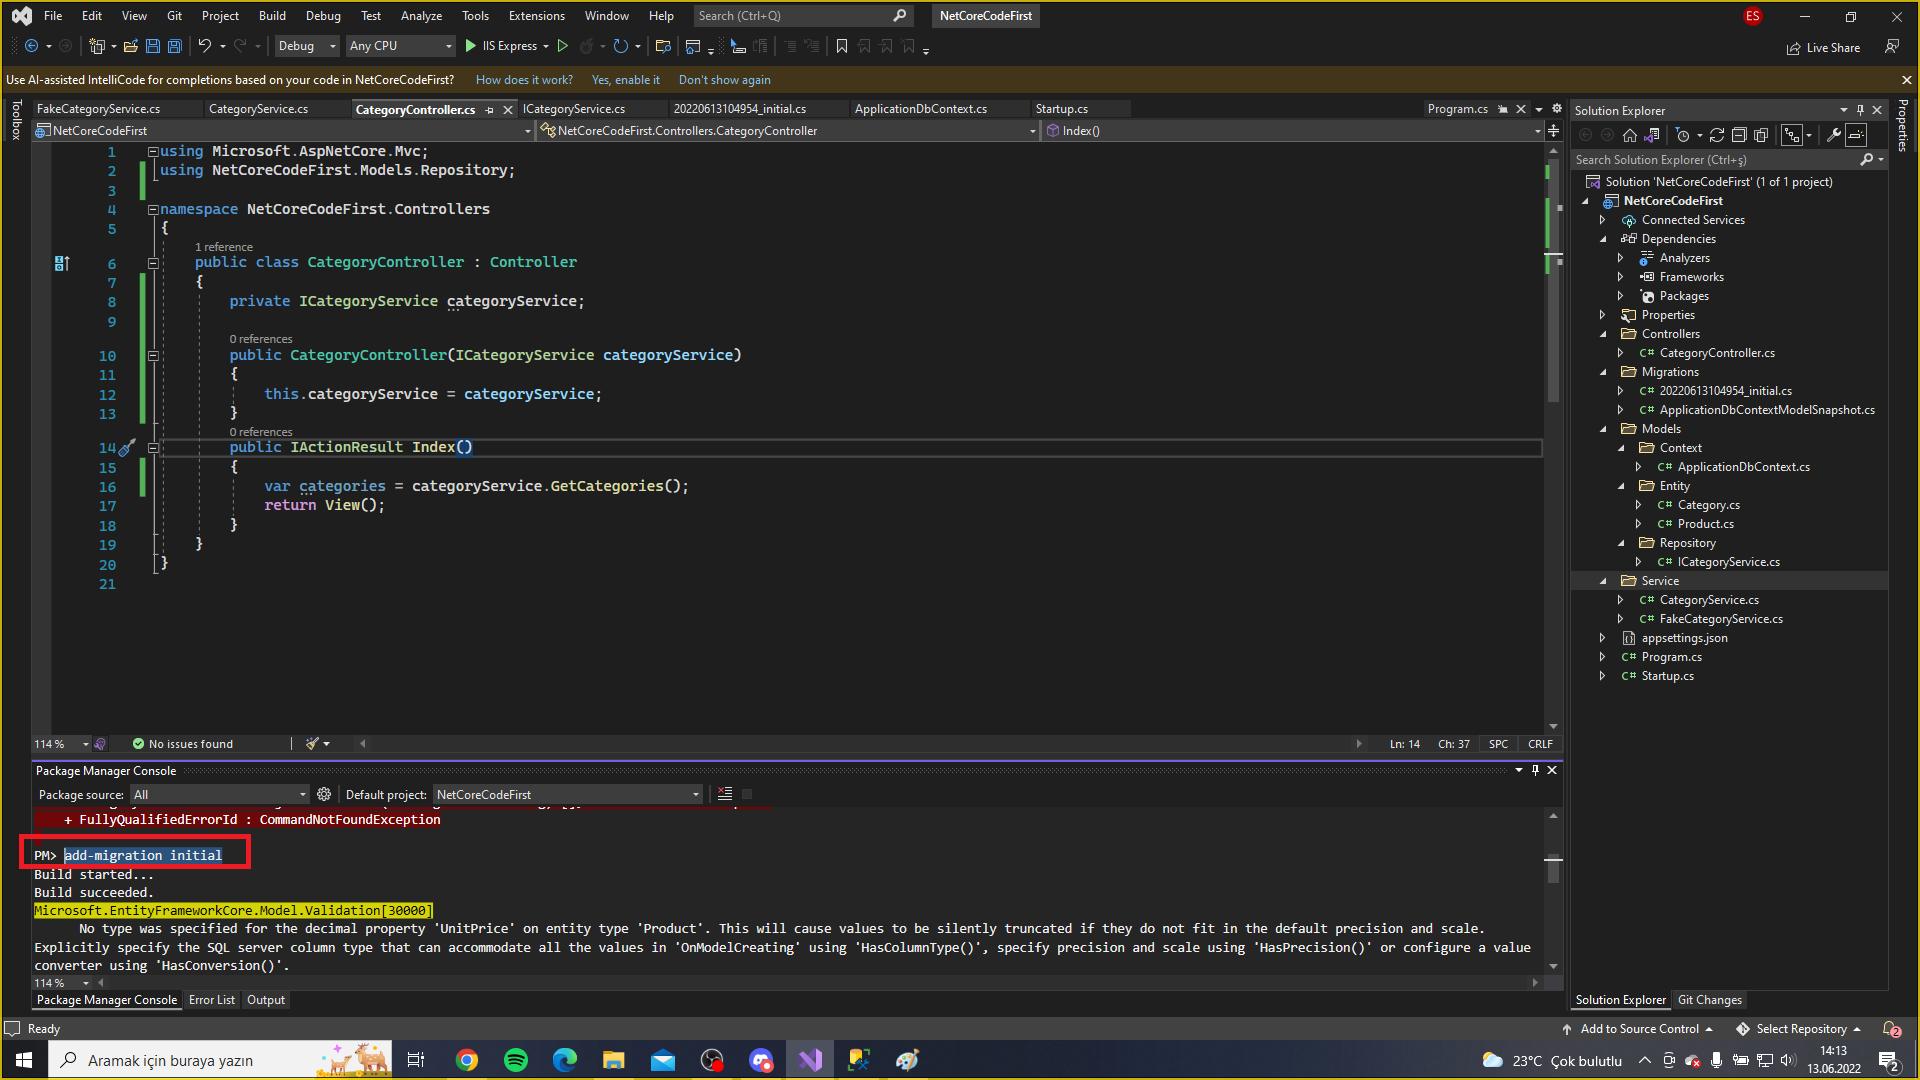 File Edit View Git Project Build Debug Test Analyze Tools Extensions Window Help Search (Ctrl+Q) NetCoreCodeFirst ES
Debug Any CPU IIS Express Live Share
Use AI-assisted IntelliCode for completions based on your code in NetCoreCodeFirst? How does it work? Yes, enable it Don't show again
Toolbox
FakeCategoryService.cs CategoryService.cs CategoryController.cs ICategoryService.cs 20220613104954_initial.cs ApplicationDbContext.cs Startup.cs Program.cs
NetCoreCodeFirst NetCoreCodeFirst.Controllers.CategoryController Index()
1 using Microsoft.AspNetCore.Mvc;
2 using NetCoreCodeFirst.Models.Repository;
3
4 namespace NetCoreCodeFirst.Controllers
5 {
1 reference
6 public class CategoryController : Controller
7 {
8 private ICategoryService categoryService;
9
0 references
10 public CategoryController(ICategoryService categoryService)
11 {
12 this.categoryService = categoryService;
13 }
0 references
14 public IActionResult Index()
15 {
16 var categories = categoryService.GetCategories();
17 return View();
18 }
19 }
20 }
21
114 % No issues found Ln: 14 Ch: 37 SPC CRLF
Package Manager Console
Package source: All Default project: NetCoreCodeFirst
+ FullyQualifiedErrorId : CommandNotFoundException
PM> add-migration initial
Build started...
Build succeeded.
Microsoft.EntityFrameworkCore.Model.Validation[30000]
No type was specified for the decimal property 'UnitPrice' on entity type 'Product'. This will cause values to be silently truncated if they do not fit in the default precision and scale.
Explicitly specify the SQL server column type that can accommodate all the values in 'OnModelCreating' using 'HasColumnType()', specify precision and scale using 'HasPrecision()' or configure a value
converter using 'HasConversion()'.
114 %
Package Manager Console Error List Output
Solution Explorer
Properties
Search Solution Explorer (Ctrl+ş)
Solution 'NetCoreCodeFirst' (1 of 1 project)
NetCoreCodeFirst
Connected Services
Dependencies
Analyzers
Frameworks
Packages
Properties
Controllers
C# CategoryController.cs
Migrations
C# 20220613104954_initial.cs
C# ApplicationDbContextModelSnapshot.cs
Models
Context
C# ApplicationDbContext.cs
Entity
C# Category.cs
C# Product.cs
Repository
C# ICategoryService.cs
Service
C# CategoryService.cs
C# FakeCategoryService.cs
appsettings.json
C# Program.cs
C# Startup.cs
Solution Explorer Git Changes
Ready Add to Source Control Select Repository 2
Aramak için buraya yazın 23°C Çok bulutlu 14:13
13.06.2022 2